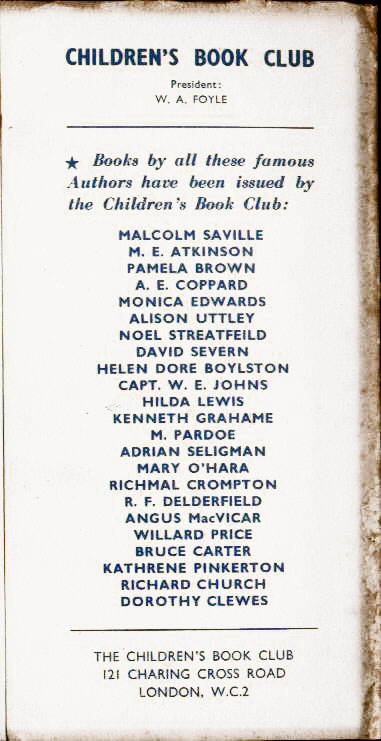 CHILDREN'S BOOK CLUB
President:
W. A. FOYLE
★ Books by all these famous
Authors have been issued by
the Children's Book Club:
MALCOLM SAVILLE
M. E. ATKINSON
PAMELA BROWN
A. E. COPPARD
MONICA EDWARDS
ALISON UTTLEY
NOEL STREATFEILD
DAVID SEVERN
HELEN DORE BOYLSTON
CAPT. W. E. JOHNS
HILDA LEWIS
KENNETH GRAHAME
M. PARDOE
ADRIAN SELIGMAN
MARY O'HARA
RICHMAL CROMPTON
R. F. DELDERFIELD
ANGUS MacVICAR
WILLARD PRICE
BRUCE CARTER
KATHRENE PINKERTON
RICHARD CHURCH
DOROTHY CLEWES
THE CHILDREN'S BOOK CLUB
121 CHARING CROSS ROAD
LONDON, W.C.2